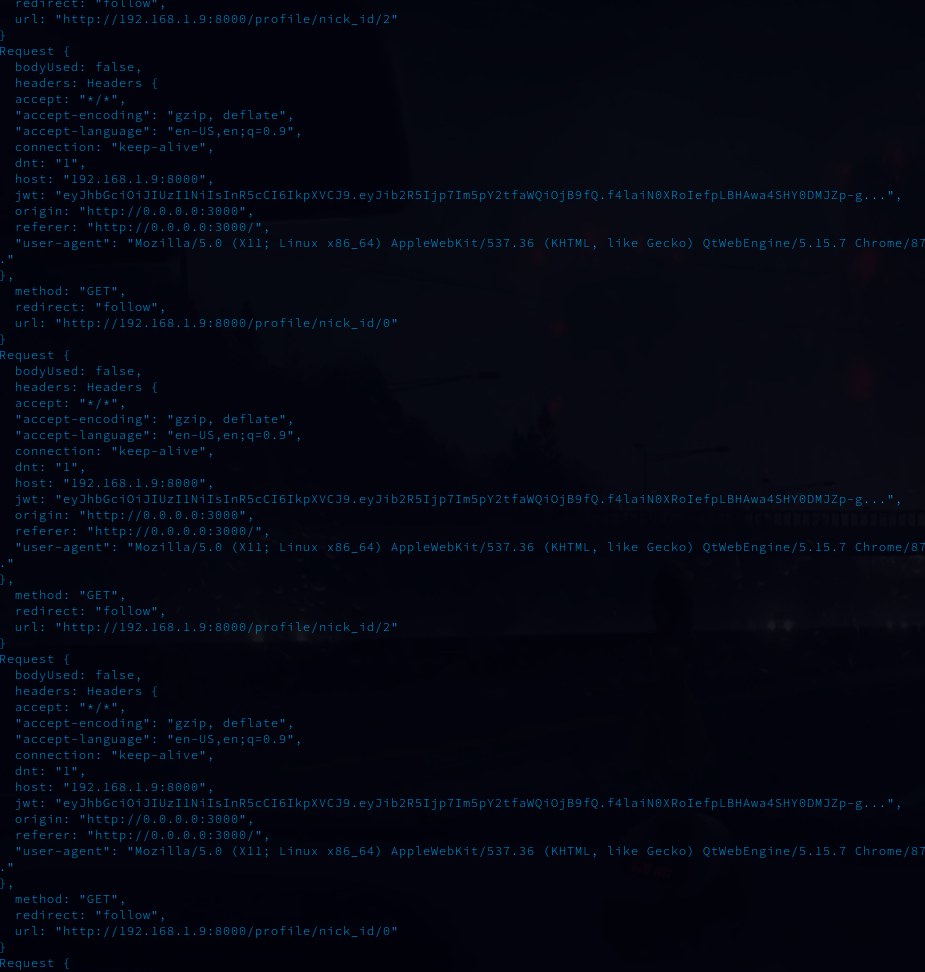 redirect: "follow",
url: "http://192.168.1.9:8000/profile/nick_id/2"
}
Request {
bodyUsed: false,
headers: Headers {
accept: "*/*",
"accept-encoding": "gzip, deflate",
"accept-language": "en-US,en;q=0.9",
connection: "keep-alive",
dnt: "1",
host: "192.168.1.9:8000",
jwt: "eyJhbGciOiJIUzI1NiIsInR5cCI6IkpXVCJ9.eyJib2R5Ijp7Im5pY2tfaWQiOjB9fQ.f4laiN0XRoIefpLBHAwa4SHY0DMJZp-g...",
origin: "http://0.0.0.0:3000",
referer: "http://0.0.0.0:3000/",
"user-agent": "Mozilla/5.0 (X11; Linux x86_64) AppleWebKit/537.36 (KHTML, like Gecko) QtWebEngine/5.15.7 Chrome/87
."
},
method: "GET",
redirect: "follow",
url: "http://192.168.1.9:8000/profile/nick_id/0"
}
Request {
bodyUsed: false,
headers: Headers {
accept: "*/*",
"accept-encoding": "gzip, deflate",
"accept-language": "en-US,en;q=0.9",
connection: "keep-alive",
dnt: "1",
host: "192.168.1.9:8000",
jwt: "eyJhbGciOiJIUzI1NiIsInR5cCI6IkpXVCJ9.eyJib2R5Ijp7Im5pY2tfaWQiOjB9fQ.f4laiN0XRoIefpLBHAwa4SHY0DMJZp-g...",
origin: "http://0.0.0.0:3000",
referer: "http://0.0.0.0:3000/",
"user-agent": "Mozilla/5.0 (X11; Linux x86_64) AppleWebKit/537.36 (KHTML, like Gecko) QtWebEngine/5.15.7 Chrome/87
."
},
method: "GET",
redirect: "follow",
url: "http://192.168.1.9:8000/profile/nick_id/2"
}
Request {
bodyUsed: false,
headers: Headers {
accept: "*/*",
"accept-encoding": "gzip, deflate",
"accept-language": "en-US,en;q=0.9",
connection: "keep-alive",
dnt: "1",
host: "192.168.1.9:8000",
jwt: "eyJhbGciOiJIUzI1NiIsInR5cCI6IkpXVCJ9.eyJib2R5Ijp7Im5pY2tfaWQiOjB9fQ.f4laiN0XRoIefpLBHAwa4SHY0DMJZp-g...",
origin: "http://0.0.0.0:3000",
referer: "http://0.0.0.0:3000/",
"user-agent": "Mozilla/5.0 (X11; Linux x86_64) AppleWebKit/537.36 (KHTML, like Gecko) QtWebEngine/5.15.7 Chrome/87
."
},
method: "GET",
redirect: "follow",
url: "http://192.168.1.9:8000/profile/nick_id/0"
}
Request {